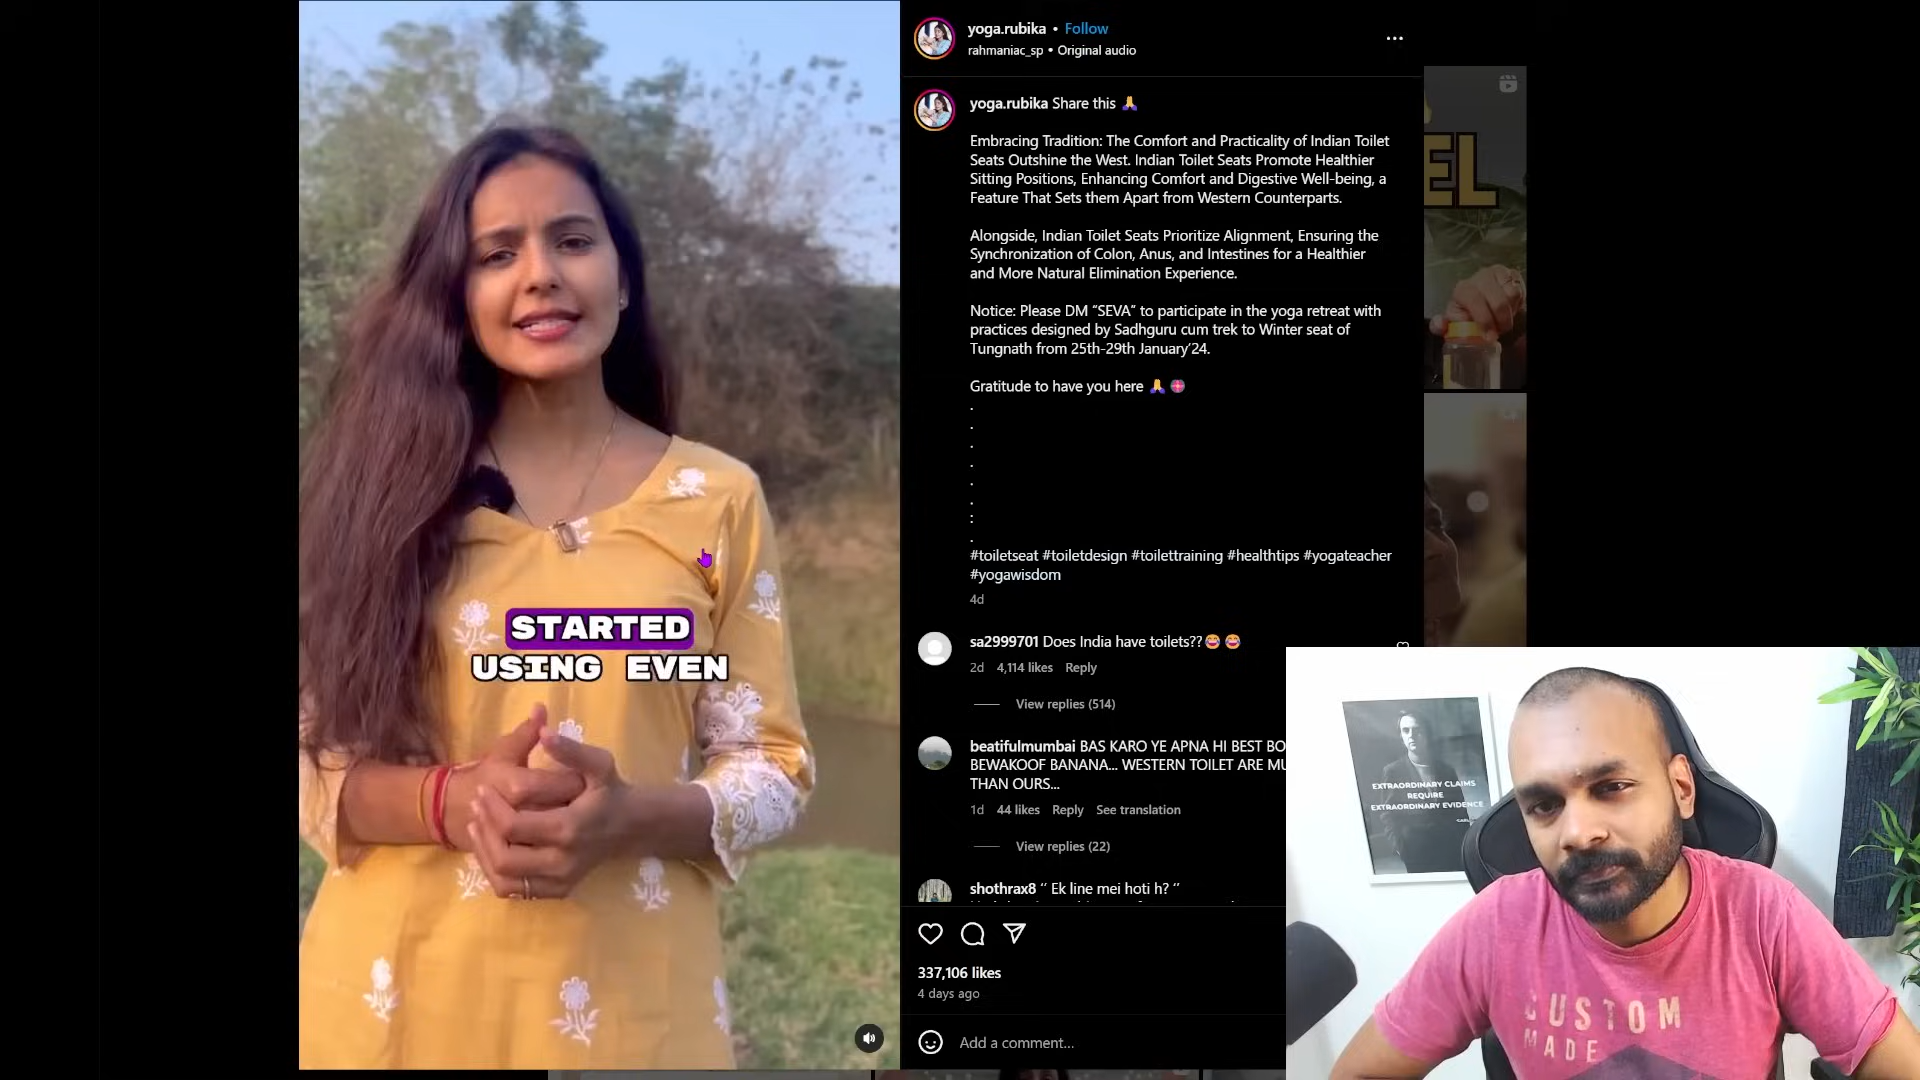 yoga.rubika • Follow
rahmaniac_sp • Original audio
yoga.rubika Share this 🙏
Embracing Tradition: The Comfort and Practicality of Indian Toilet
Seats Outshine the West. Indian Toilet Seats Promote Healthier
Sitting Positions, Enhancing Comfort and Digestive Well-being, a
Feature That Sets them Apart from Western Counterparts.
Alongside, Indian Toilet Seats Prioritize Alignment, Ensuring the
Synchronization of Colon, Anus, and Intestines for a Healthier
and More Natural Elimination Experience.
Notice: Please DM “SEVA” to participate in the yoga retreat with
practices designed by Sadhguru cum trek to Winter seat of
Tungnath from 25th-29th January’24.
Gratitude to have you here 🙏
.
.
.
.
.
.
:
.
#toiletseat #toiletdesign #toilettraining #healthtips #yogateacher
#yogawisdom
4d
sa2999701 Does India have toilets??😂 😂
2d 4,114 likes Reply
View replies (514)
beatifulmumbai BAS KARO YE APNA HI BEST BO
BEWAKOOF BANANA... WESTERN TOILET ARE MU
THAN OURS...
1d 44 likes Reply See translation
View replies (22)
shothrax8 “ Ek line mei hoti h? “
337,106 likes
4 days ago
Add a comment...
STARTED
USING EVEN
EL
EXTRAORDINARY CLAIMS
REQUIRE
EXTRAORDINARY EVIDENCE
CUSTOM
MADE